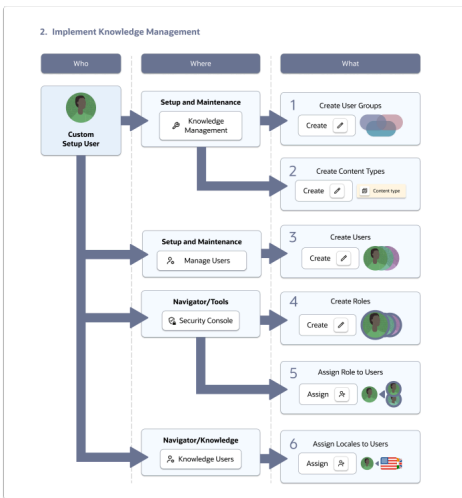 2. Implement Knowledge Management
Who
Where
What
Custom
Setup User
Setup and Maintenance
Knowledge
Management
1
Create User Groups
Create
2
Create Content Types
Create
Content type
Setup and Maintenance
Manage Users
3
Create Users
Create
Navigator/Tools
Security Console
4
Create Roles
Create
5
Assign Role to Users
Assign
Navigator/Knowledge
Knowledge Users
6
Assign Locales to Users
Assign